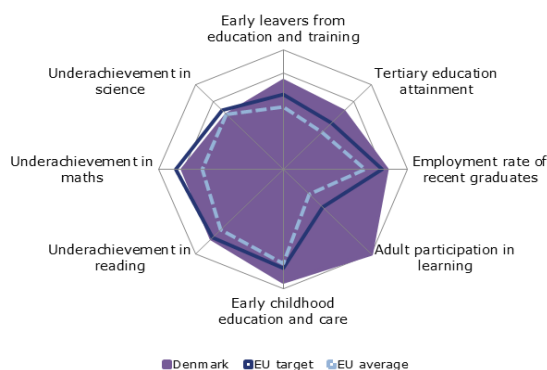 Early leavers from
education and training
Underachievement in
science
Tertiary education
attainment
Underachievement in
maths
Employment rate of
recent graduates
Underachievement in
reading
Adult participation in
learning
Early childhood
education and care
Denmark
EU target
EU average